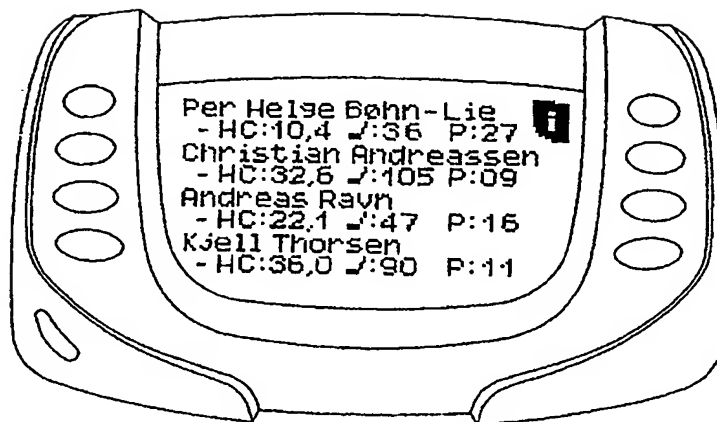 Per Helge Bøhn-Lie i
- HC:10,4 :36 P:27
Christian Andreassen
- HC:32,6 :105 P:09
Andreas Ravn
- HC:22,1 :47 P:16
Kjell Thorsen
- HC:36,0 :90 P:11